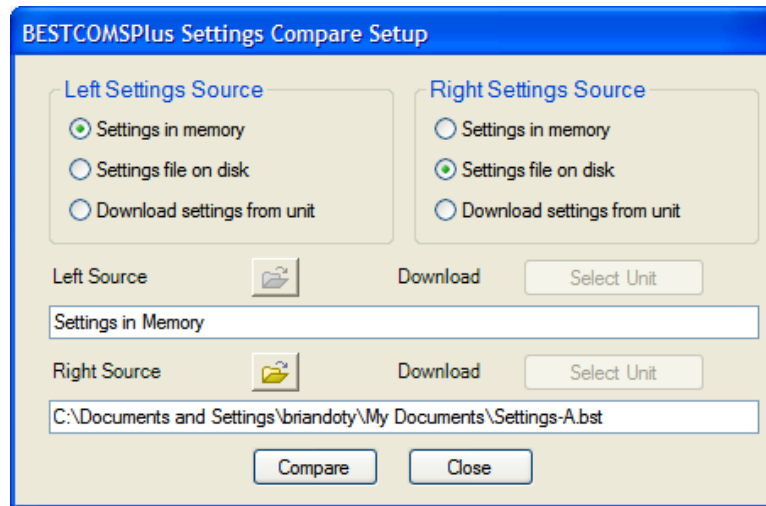 BESTCOMSPlus Settings Compare Setup
Left Settings Source
Right Settings Source
Settings in memory
Settings in memory
Settings file on disk
Settings file on disk
Download settings from unit
Download settings from unit
Left Source
Download
Select Unit
Settings in Memory
Right Source
Download
Select Unit
C:\Documents and Settings\briandoty\My Documents\Settings-A.bst
Compare
Close